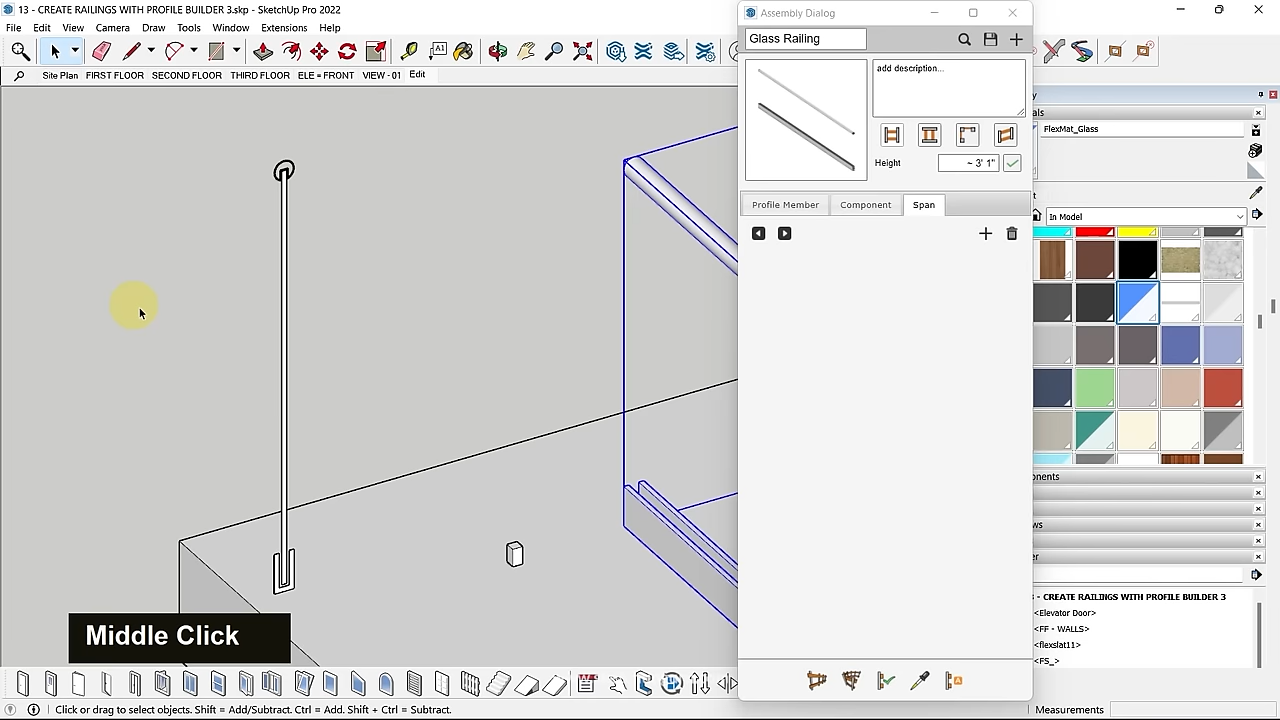 13 - CREATE RAILINGS WITH PROFILE BUILDER 3.skp - SketchUp Pro 2022
File Edit View Camera Draw Tools Window Extensions Help
Site Plan FIRST FLOOR SECOND FLOOR THIRD FLOOR ELE = FRONT VIEW - 01 Edit
Assembly Dialog
Glass Railing
add description...
Height ~ 3' 1"
Profile Member Component Span
FlexMat_Glass
In Model
onents
- CREATE RAILINGS WITH PROFILE BUILDER 3
<Elevator Door>
<FF - WALLS>
<flexslat11>
<FS_>
Middle Click
Click or drag to select objects. Shift = Add/Subtract. Ctrl = Add. Shift + Ctrl = Subtract.
Measurements